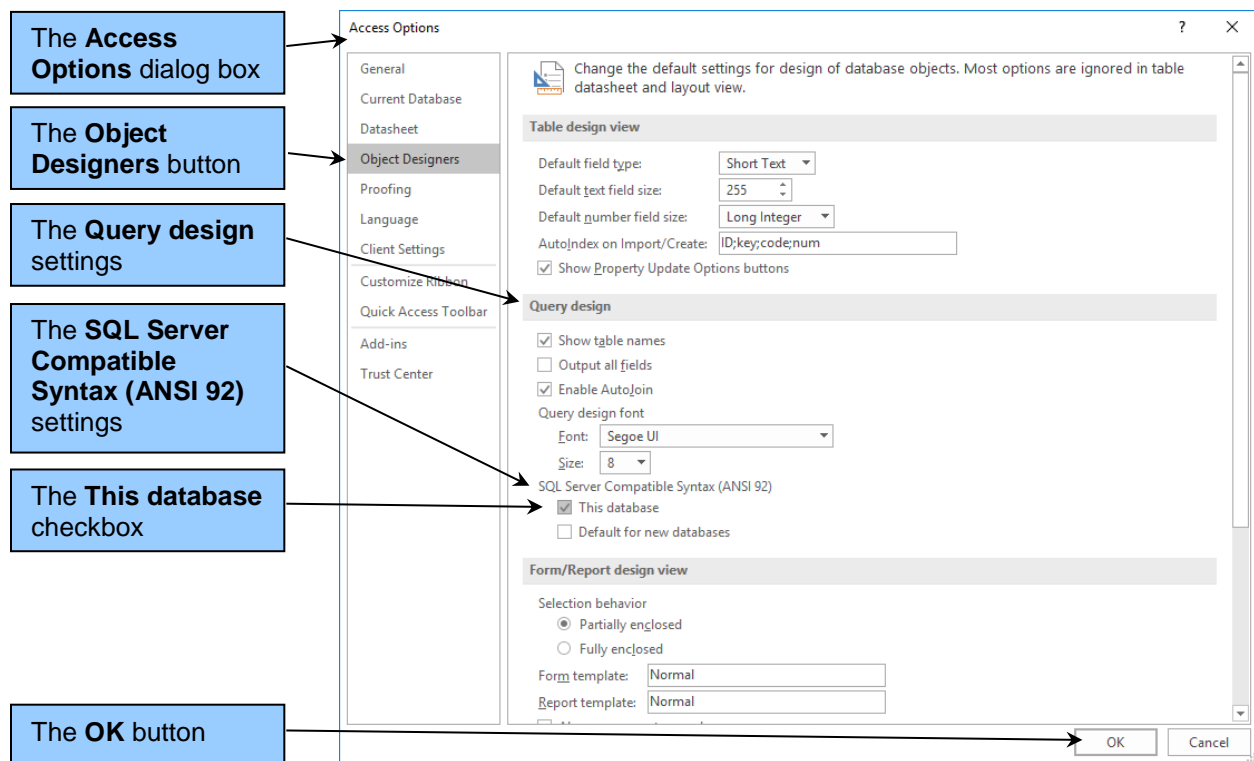 The Access
Options dialog box
The Object
Designers button
The Query design
settings
The SQL Server
Compatible
Syntax (ANSI 92)
settings
The This database
checkbox
The OK button
Access Options
?
General
Current Database
Datasheet
Object Designers
Proofing
Language
Client Settings
Customize Ribbon
Quick Access Toolbar
Add-ins
Trust Center
Change the default settings for design of database objects. Most options are ignored in table
datasheet and layout view.
Table design view
Default field type: Short Text
Default text field size: 255
Default number field size: Long Integer
AutoIndex on Import/Create: ID;key;code;num
Show Property Update Options buttons
Query design
Show table names
Output all fields
Enable AutoJoin
Query design font
Font: Segoe UI
Size: 8
SQL Server Compatible Syntax (ANSI 92)
This database
Default for new databases
Form/Report design view
Selection behavior
Partially enclosed
Fully enclosed
Form template: Normal
Report template: Normal
OK Cancel